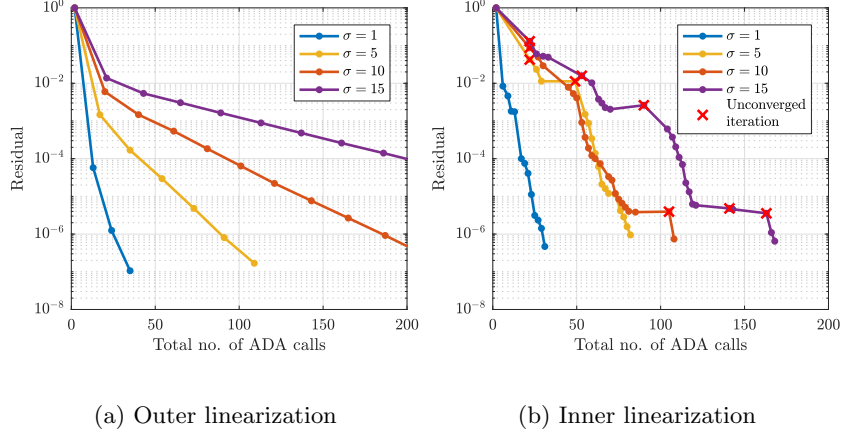 10^0
10^−2
10^−4
10^−6
10^−8
Residual
0
50
100
150
200
Total no. of ADA calls
σ = 1
σ = 5
σ = 10
σ = 15
(a) Outer linearization
10^0
10^−2
10^−4
10^−6
10^−8
Residual
0
50
100
150
200
Total no. of ADA calls
σ = 1
σ = 5
σ = 10
σ = 15
Unconverged
iteration
(b) Inner linearization